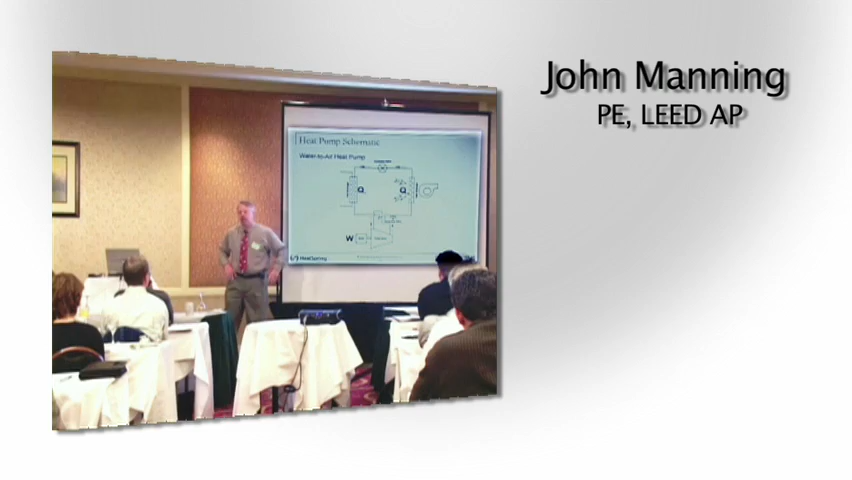 John Manning
PE, LEED AP
Heat Pump Schematic
Water-to-Air Heat Pump
Q
Q
W